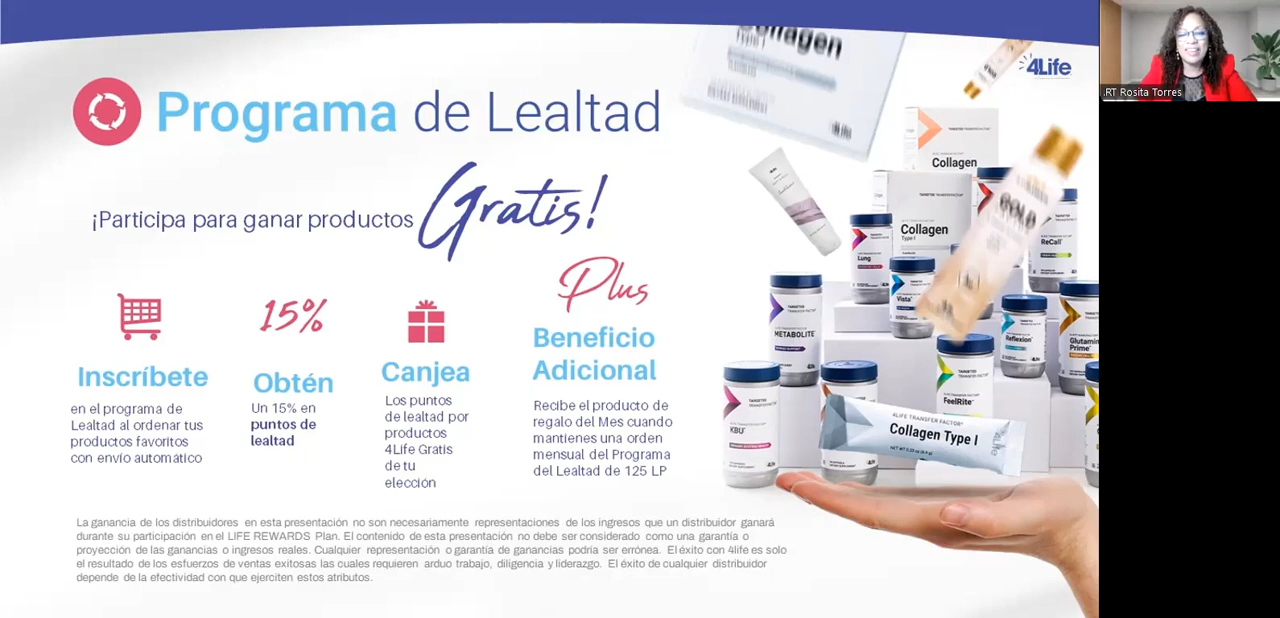 Programa de Lealtad
¡Participa para ganar productos Gratis!
Inscríbete
en el programa de
Lealtad al ordenar tus
productos favoritos
con envío automático
15%
Obtén
Un 15% en
puntos de
lealtad
Canjea
Los puntos
de lealtad por
productos
4Life Gratis
de tu
elección
Plus
Beneficio
Adicional
Recibe el producto de
regalo del Mes cuando
mantienes una orden
mensual del Programa
del Lealtad de 125 LP
La ganancia de los distribuidores en esta presentación no son necesariamente representaciones de los ingresos que un distribuidor ganará
durante su participación en el LIFE REWARDS Plan. El contenido de esta presentación no debe ser considerado como una garantía o
proyección de las ganancias o ingresos reales. Cualquier representación o garantía de ganancias podría ser errónea. El éxito con 4life es solo
el resultado de los esfuerzos de ventas exitosas las cuales requieren arduo trabajo, diligencia y liderazgo. El éxito de cualquier distribuidor
depende de la efectividad con que ejerciten estos atributos.
4Life
Collagen
Collagen
Type I
Lung
Vista
ReCall
GOLD
METABOLITE
Reflexion
Glutamine
Prime
KBU
FeelRite
4LIFE TRANSFER FACTOR
Collagen Type I
.RT Rosita Torres